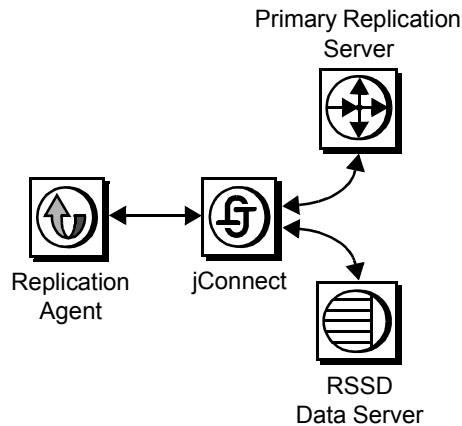 Primary Replication
Server
Replication
Agent
jConnect
RSSD
Data Server